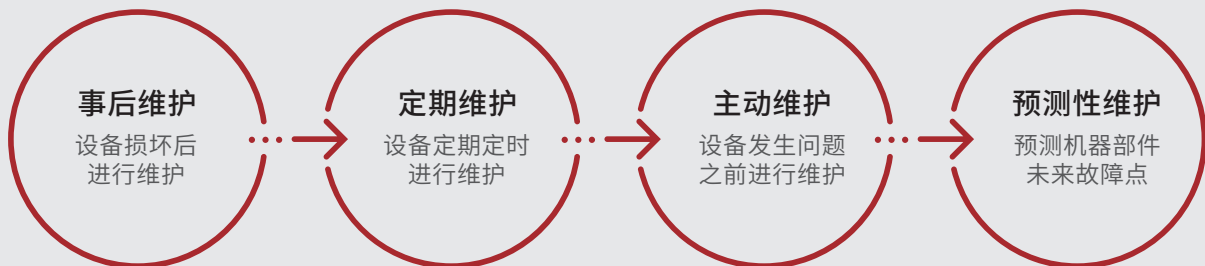 事后维护
设备损坏后
进行维护
定期维护
设备定期定时
进行维护
主动维护
设备发生问题
之前进行维护
预测性维护
预测机器部件
未来故障点